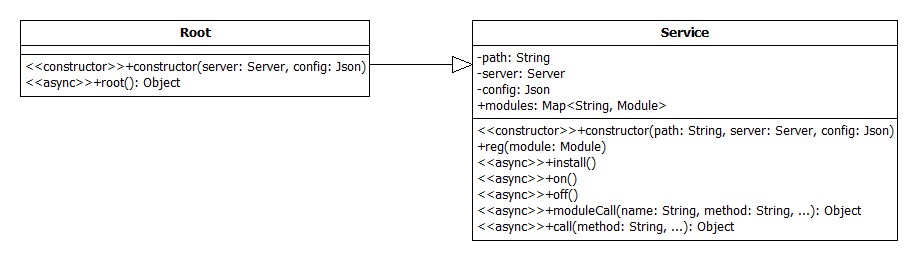 Root
<<constructor>>+constructor(server: Server, config: Json)
<<async>>+root(): Object
Service
-path: String
-server: Server
-config: Json
+modules: Map<String, Module>
<<constructor>>+constructor(path: String, server: Server, config: Json)
+reg(module: Module)
<<async>>+install()
<<async>>+on()
<<async>>+off()
<<async>>+moduleCall(name: String, method: String, ...): Object
<<async>>+call(method: String, ...): Object